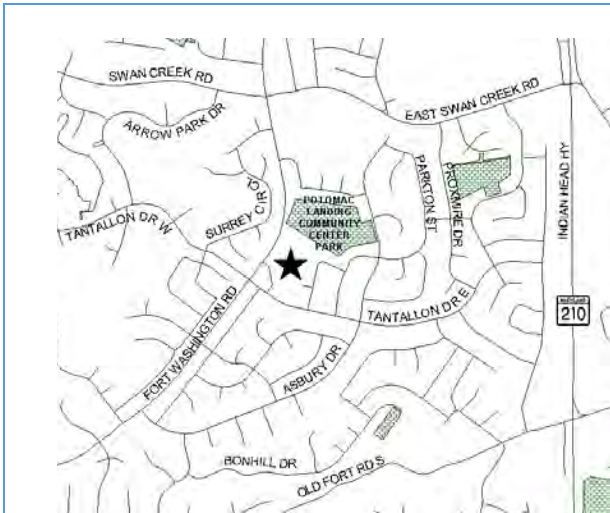 SWAN CREEK RD
EAST SWAN CREEK RD
ARROW PARK DR
PARKTON ST
PROXMIRE DR
INDIAN HEAD HY
POTOMAC
LANDING
COMMUNITY
CENTER
PARK
SURREY CIR
TANTALLON DR W
MARYLAND
210
TANTALLON DR E
FORT WASHINGTON RD
ASBURY DR
BONHILL DR
OLD FORT RD S